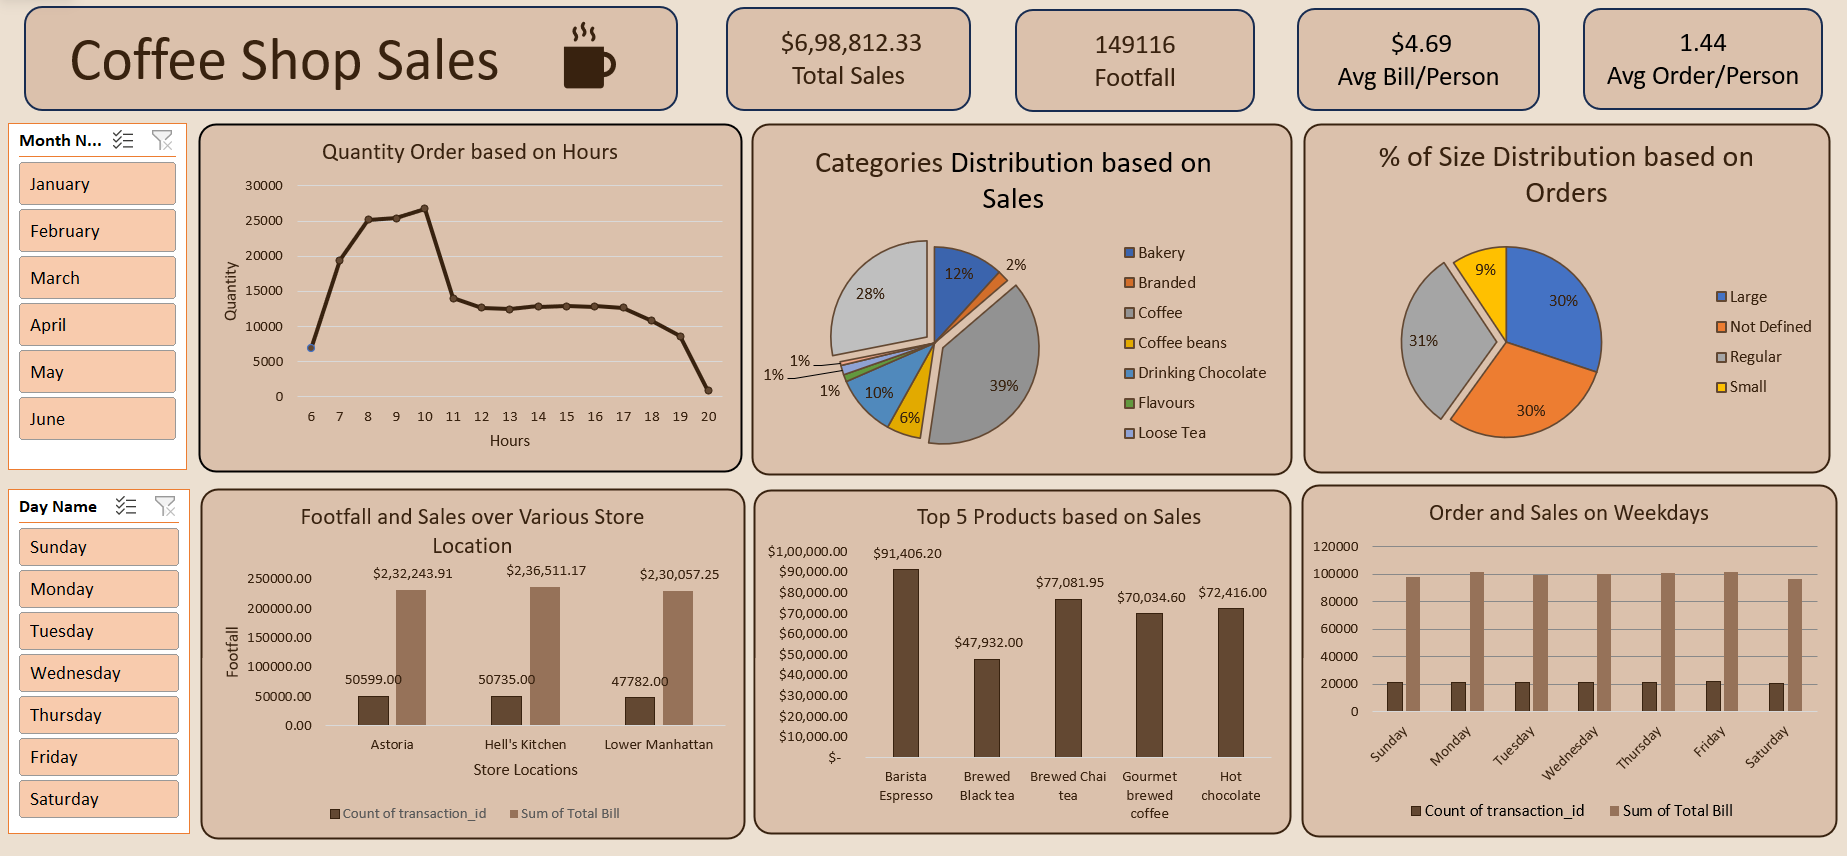 Coffee Shop Sales
$6,98,812.33
Total Sales
149116
Footfall
$4.69
Avg Bill/Person
1.44
Avg Order/Person
Month N...
January
February
March
April
May
June
Quantity Order based on Hours
30000
25000
20000
15000
10000
5000
0
Quantity
6 7 8 9 10 11 12 13 14 15 16 17 18 19 20
Hours
Categories Distribution based on
Sales
12%
2%
39%
6%
10%
1%
1%
1%
28%
Bakery
Branded
Coffee
Coffee beans
Drinking Chocolate
Flavours
Loose Tea
% of Size Distribution based on
Orders
30%
30%
31%
9%
Large
Not Defined
Regular
Small
Day Name
Sunday
Monday
Tuesday
Wednesday
Thursday
Friday
Saturday
Footfall and Sales over Various Store
Location
250000.00
200000.00
150000.00
100000.00
50000.00
0.00
Footfall
$2,32,243.91
$2,36,511.17
$2,30,057.25
50599.00
50735.00
47782.00
Astoria
Hell's Kitchen
Lower Manhattan
Store Locations
Count of transaction_id
Sum of Total Bill
Top 5 Products based on Sales
$1,00,000.00
$90,000.00
$80,000.00
$70,000.00
$60,000.00
$50,000.00
$40,000.00
$30,000.00
$20,000.00
$10,000.00
$-
$91,406.20
$47,932.00
$77,081.95
$70,034.60
$72,416.00
Barista
Espresso
Brewed
Black tea
Brewed Chai
tea
Gourmet
brewed
coffee
Hot
chocolate
Order and Sales on Weekdays
120000
100000
80000
60000
40000
20000
0
Sunday
Monday
Tuesday
Wednesday
Thursday
Friday
Saturday
Count of transaction_id
Sum of Total Bill